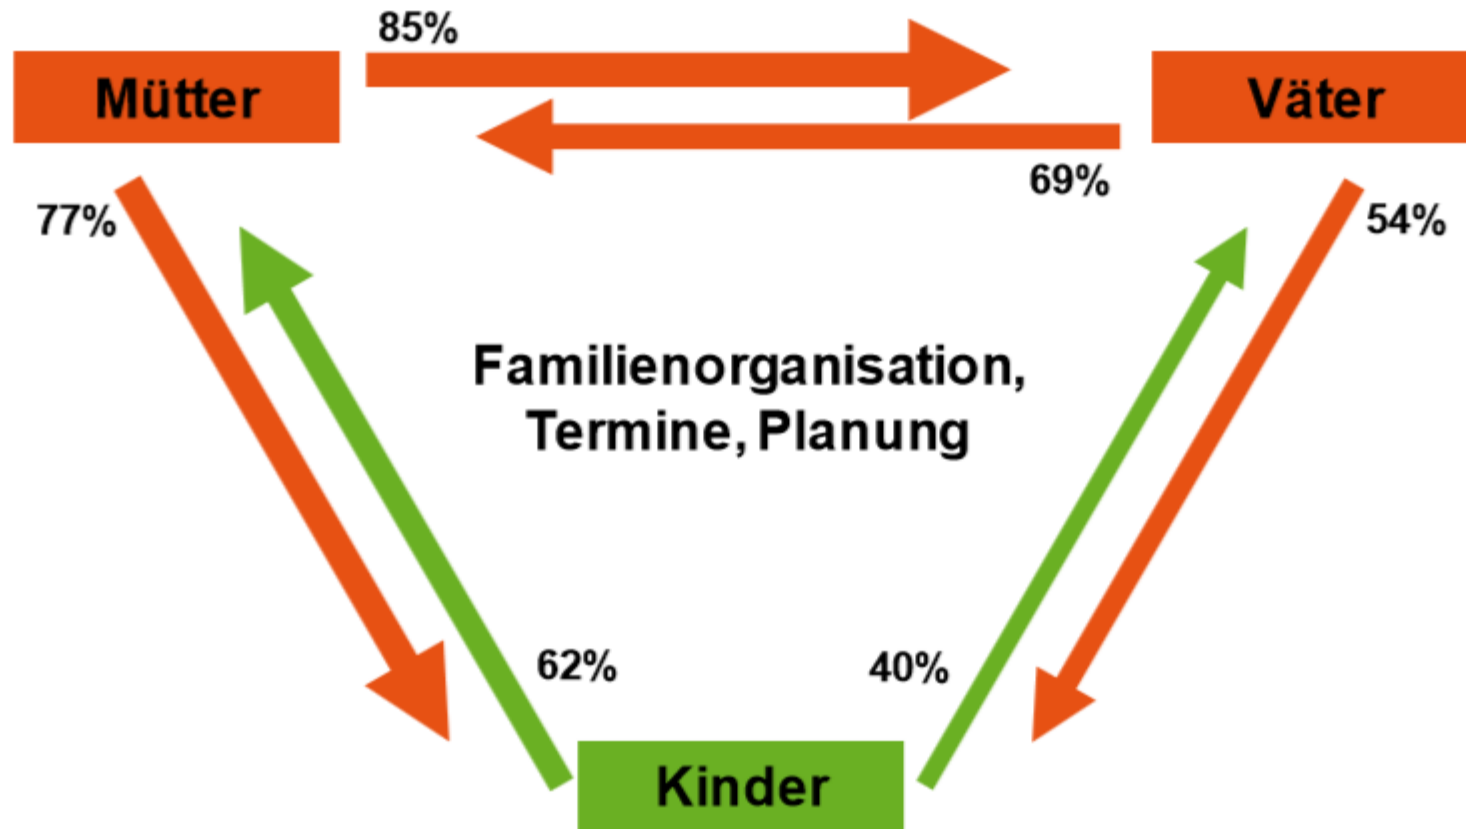 85%
Mütter
Väter
69%
77%
54%
Familienorganisation,
Termine, Planung
62%
40%
Kinder